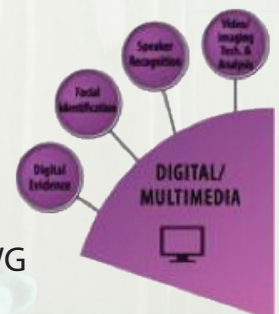 Video/
Imaging
Tech. &
Analysis
Speaker
Recognition
Facial
Identification
Digital
Evidence
DIGITAL/
MULTIMEDIA
/G